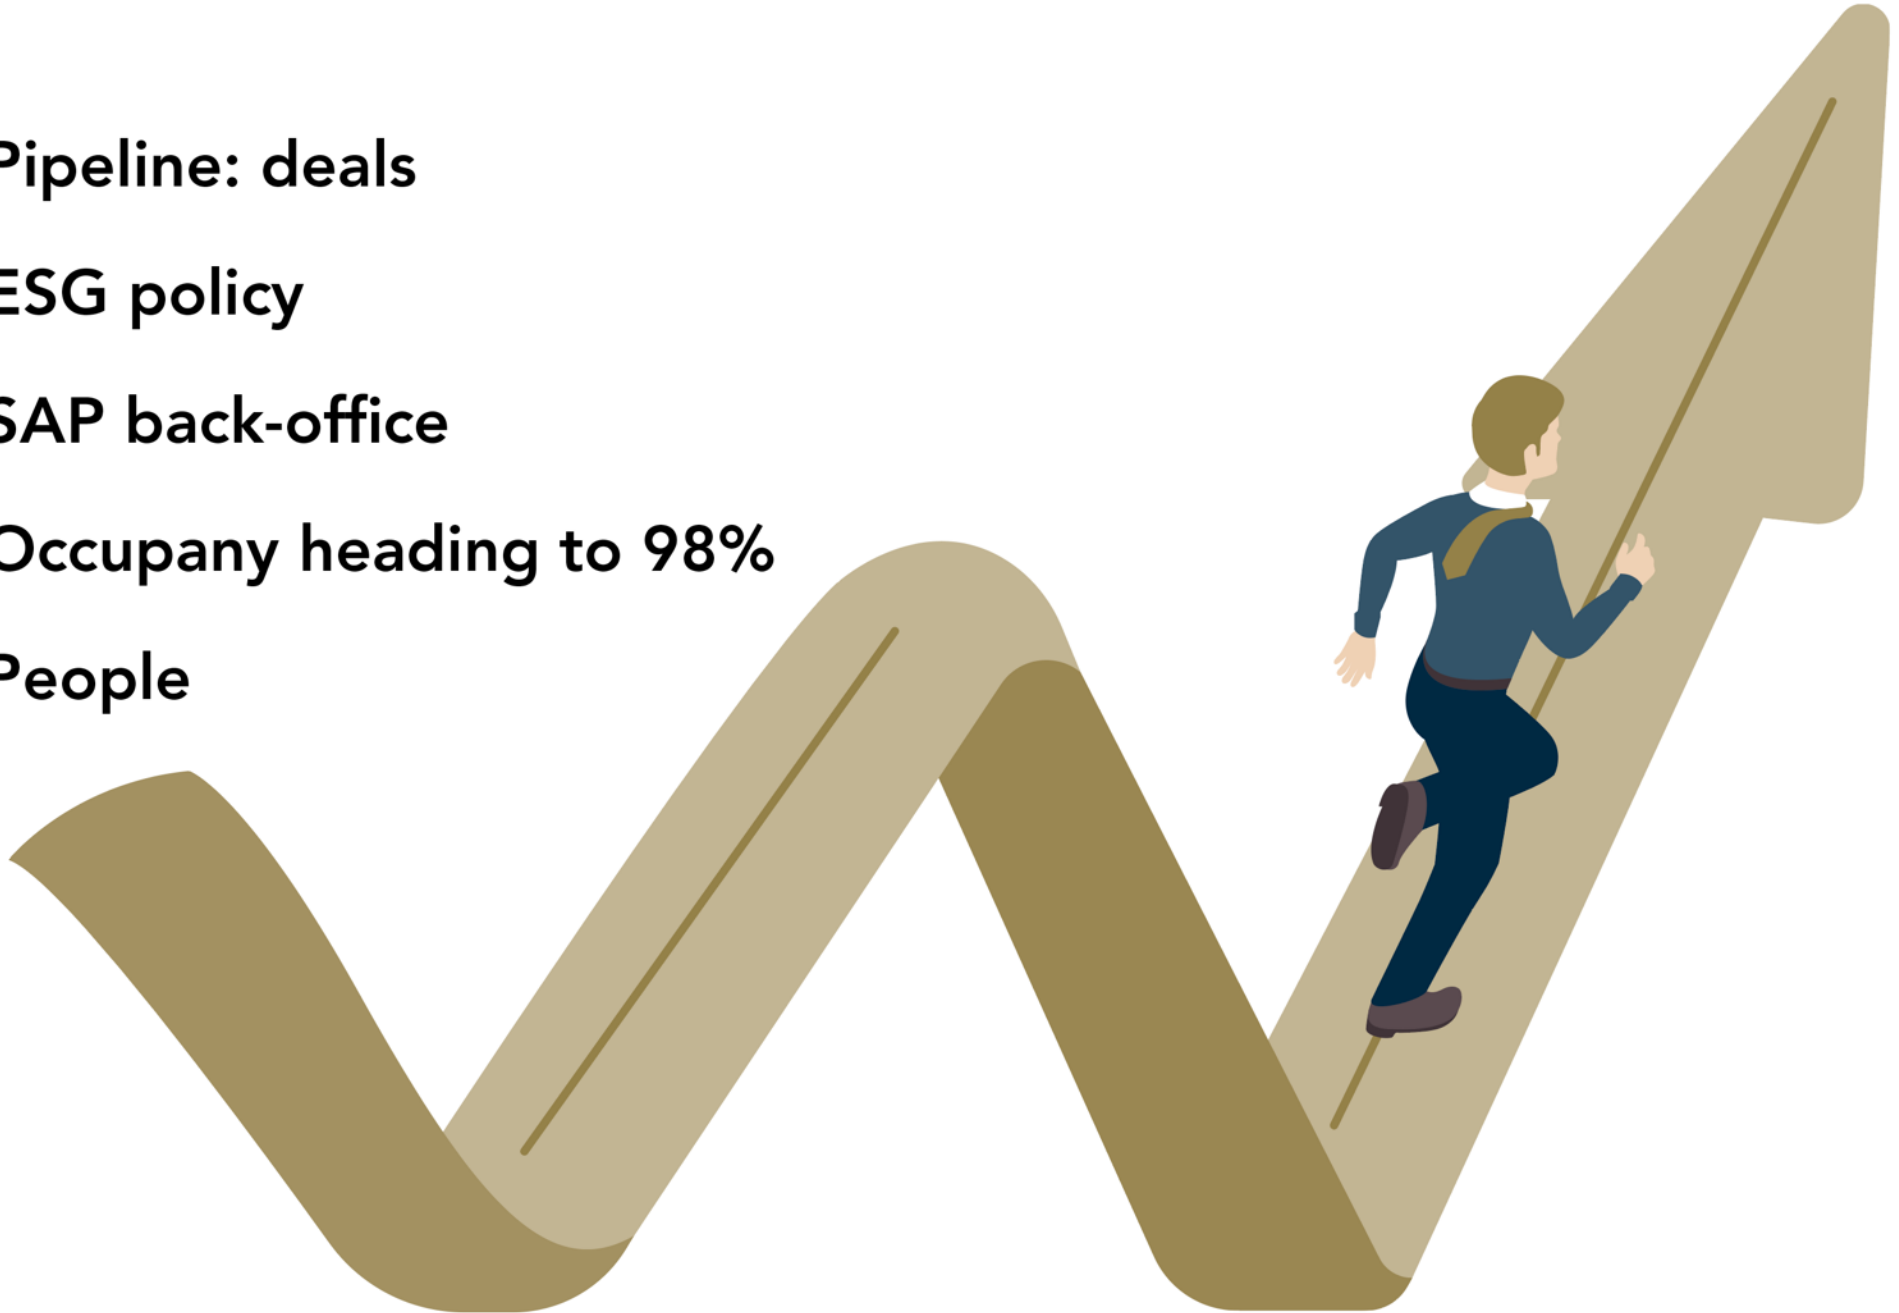 Pipeline: deals
ESG policy
SAP back-office
Occupany heading to 98%
People